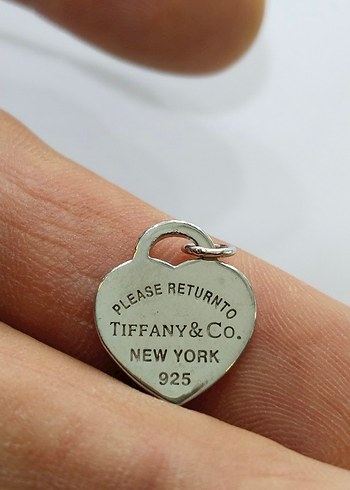 PLEASE RETURNTO
TIFFANY & CO.
NEW YORK
925